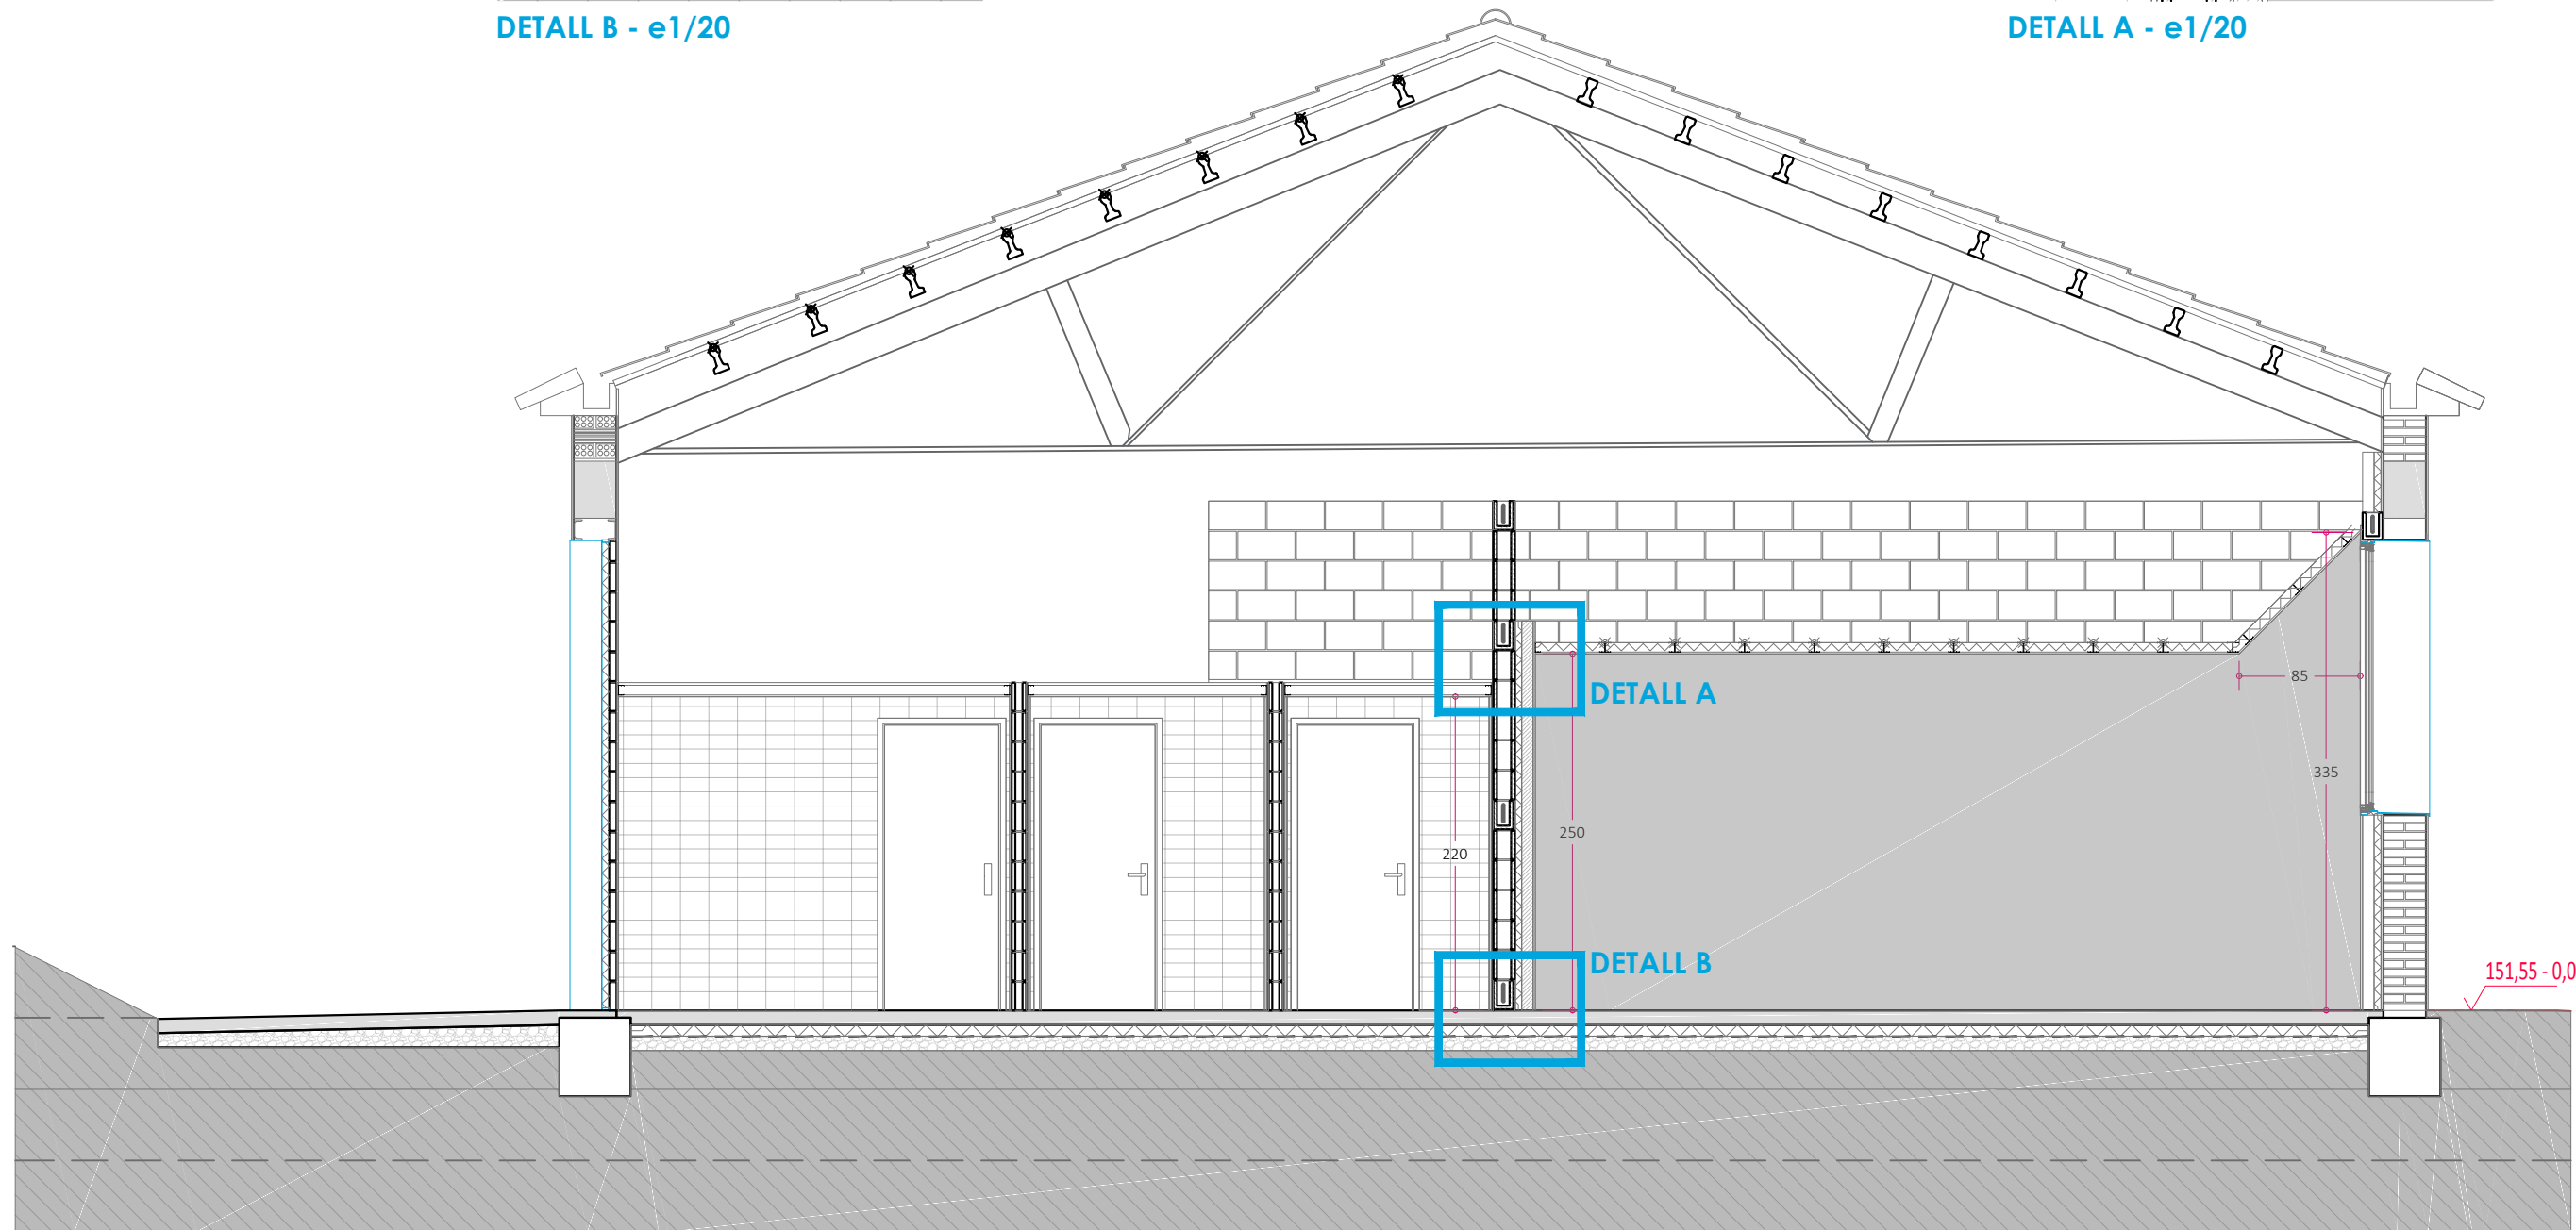 DETALL B - e1/20
DETALL A - e1/20
DETALL A
85
335
250
220
DETALL B
151,55 - 0,0